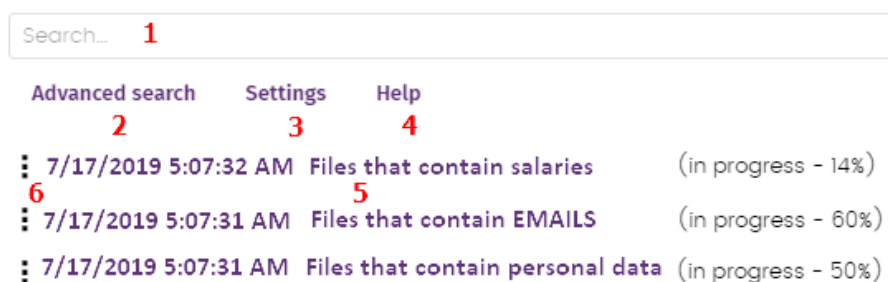 Search... 1
Advanced search Settings Help
2 3 4
7/17/2019 5:07:32 AM Files that contain salaries (in progress - 14%)
6 5
7/17/2019 5:07:31 AM Files that contain EMAILS (in progress - 60%)
7/17/2019 5:07:31 AM Files that contain personal data (in progress - 50%)